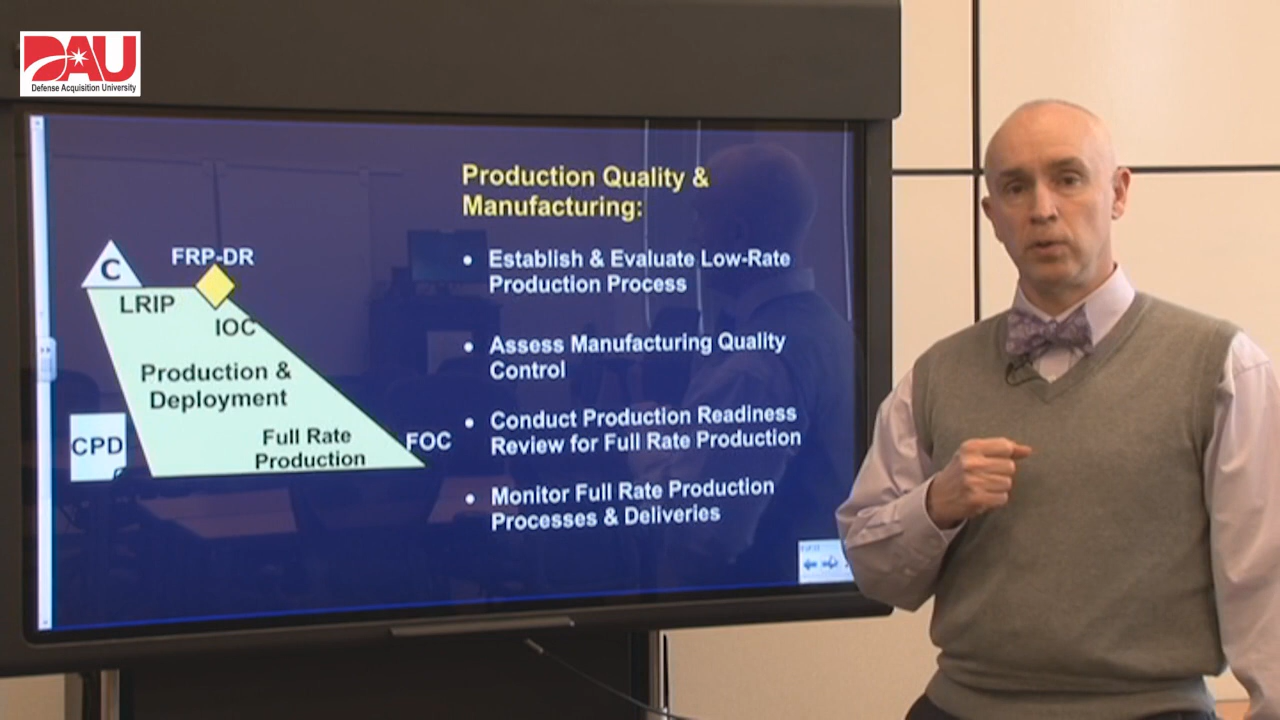 DAU
Defense Acquisition University
Production Quality &
Manufacturing:
• Establish & Evaluate Low-Rate
Production Process
• Assess Manufacturing Quality
Control
• Conduct Production Readiness
Review for Full Rate Production
• Monitor Full Rate Production
Processes & Deliveries
C
FRP-DR
LRIP
IOC
Production &
Deployment
CPD
Full Rate
Production
FOC